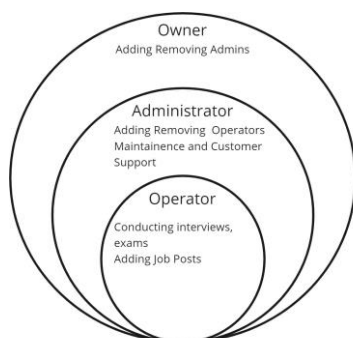 Owner
Adding Removing Admins
Administrator
Adding Removing Operators
Maintainence and Customer
Support
Operator
Conducting interviews,
exams
Adding Job Posts